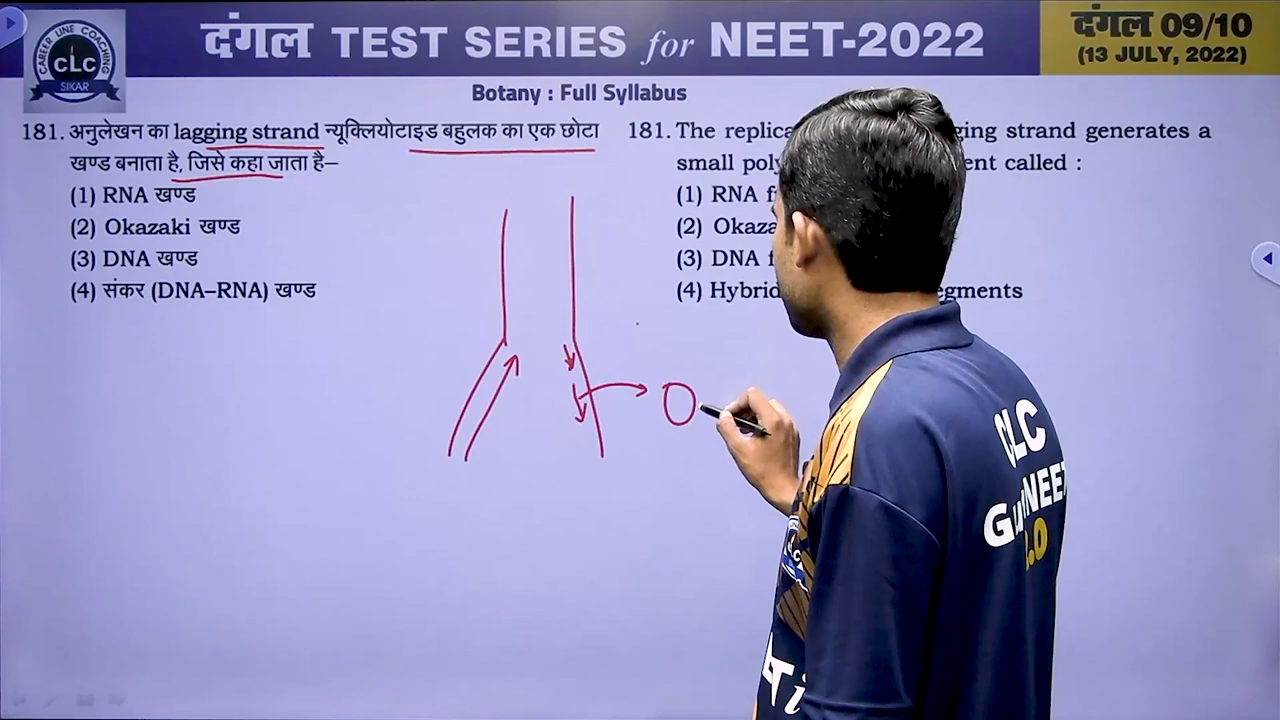 दंगल TEST SERIES for NEET-2022
दंगल 09/10
(13 JULY, 2022)
CAREER LINE COACHING
CLC
SIKAR
Botany : Full Syllabus
181. अनुलेखन का lagging strand न्यूक्लियोटाइड बहुलक का एक छोटा
खण्ड बनाता है, जिसे कहा जाता है–
(1) RNA खण्ड
(2) Okazaki खण्ड
(3) DNA खण्ड
(4) संकर (DNA–RNA) खण्ड
181. The ging strand generates a
small ent called :
(1) RNA
(2)
(3) DNA
(4) Hybrid egments
O
CLC
NEET
.0